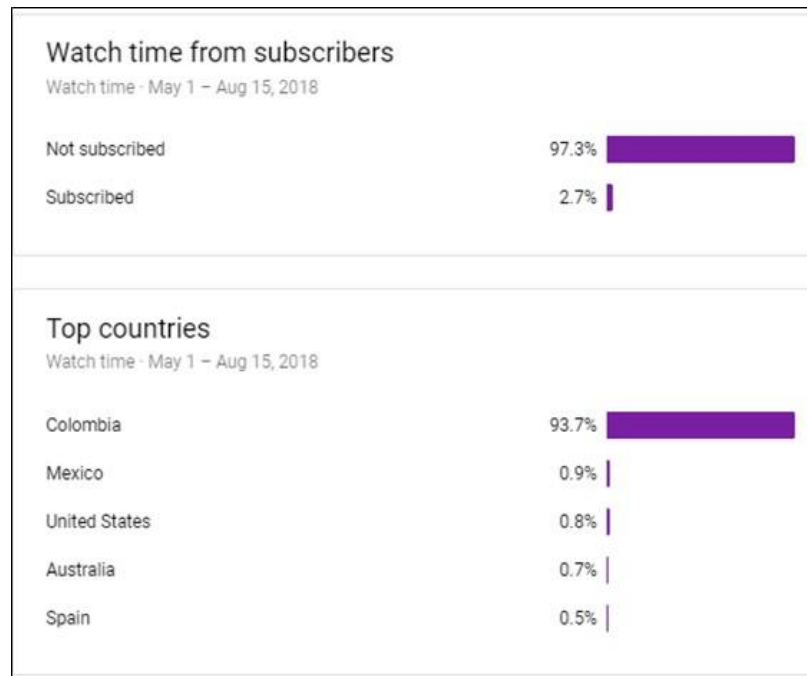 Watch time from subscribers
Watch time · May 1 – Aug 15, 2018
Not subscribed 97.3%
Subscribed 2.7%
Top countries
Watch time · May 1 – Aug 15, 2018
Colombia 93.7%
Mexico 0.9%
United States 0.8%
Australia 0.7%
Spain 0.5%